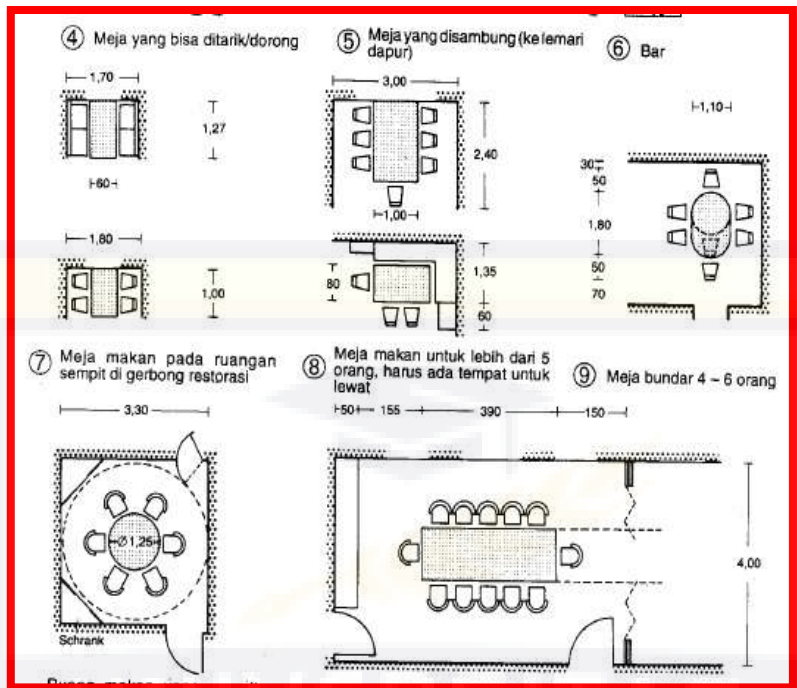 ④ Meja yang bisa ditarik/dorong
⑤ Meja yang disambung (ke lemari
dapur)
⑥ Bar
1,70
1,27
60
3,00
2,40
1,00
1,10
30
50
1,80
50
70
1,80
1,00
80
1,35
60
⑦ Meja makan pada ruangan
sempit di gerbong restorasi
⑧ Meja makan untuk lebih dari 5
orang, harus ada tempat untuk
lewat
⑨ Meja bundar 4 – 6 orang
3,30
Ø 1,25
Schrank
50 155 390 150
4,00